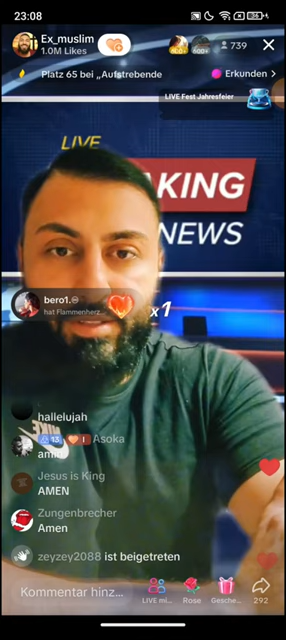 23:08
Ex_muslim
1.0M Likes
739
Platz 65 bei „Aufstrebende
Erkunden >
LIVE Fest Jahresfeier
LIVE
AKING
NEWS
bero1.
hat Flammenherz...
x1
hallelujah
13 I Asoka
amin
Jesus is King
AMEN
Zungenbrecher
Amen
zeyzey2088 ist beigetreten
Kommentar hinz...
LIVE mi...
Rose
Gesche...
292